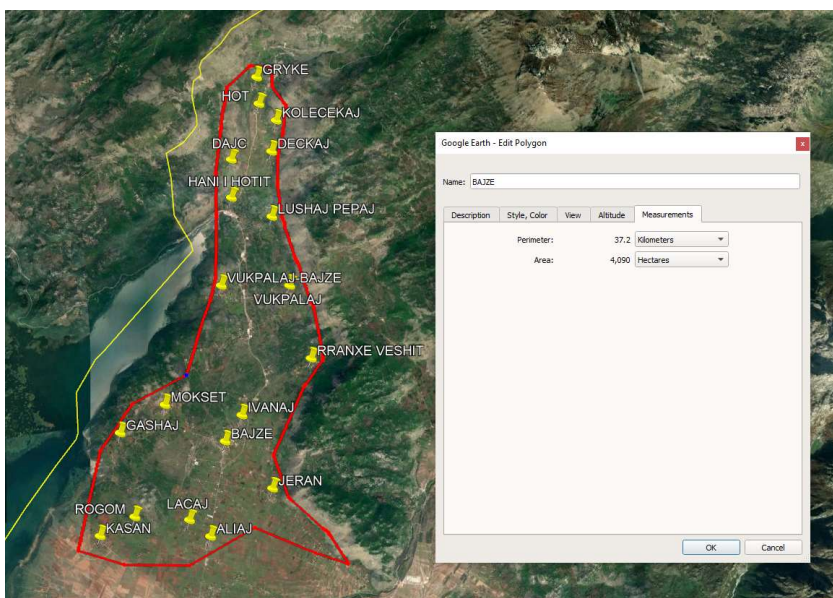 GRYKE
HOT
KOLECEKAJ
DAJC
DECKAJ
HANI I HOTIT
LUSHAJ PEPAJ
VUKPALAJ-BAJZE
VUKPALAJ
RRANXE VESHIT
MOKSET
IVANAJ
GASHAJ
BAJZE
JERAN
ROGOM
LACAJ
KASAN
ALIAJ
Google Earth - Edit Polygon
x
Name: BAJZE
Description Style, Color View Altitude Measurements
Perimeter: 37.2 Kilometers
Area: 4,090 Hectares
OK Cancel